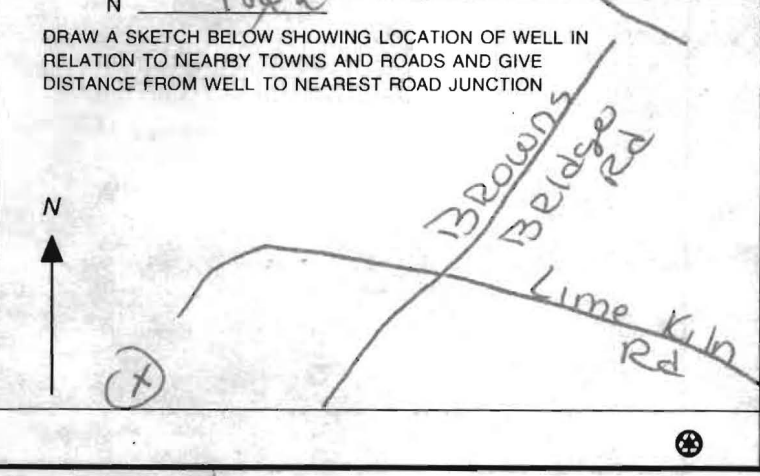 N
DRAW A SKETCH BELOW SHOWING LOCATION OF WELL IN
RELATION TO NEARBY TOWNS AND ROADS AND GIVE
DISTANCE FROM WELL TO NEAREST ROAD JUNCTION
BROWNS
BRIdge
Rd
N
Lime Kiln
Rd
X